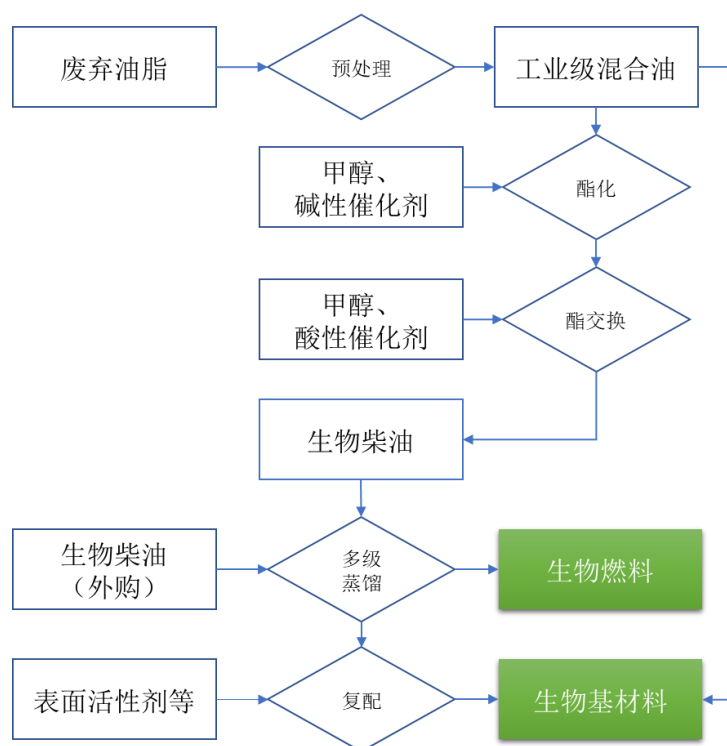 废弃油脂
预处理
工业级混合油
甲醇、
碱性催化剂
酯化
甲醇、
酸性催化剂
酯交换
生物柴油
生物柴油
（外购）
多级
蒸馏
生物燃料
表面活性剂等
复配
生物基材料